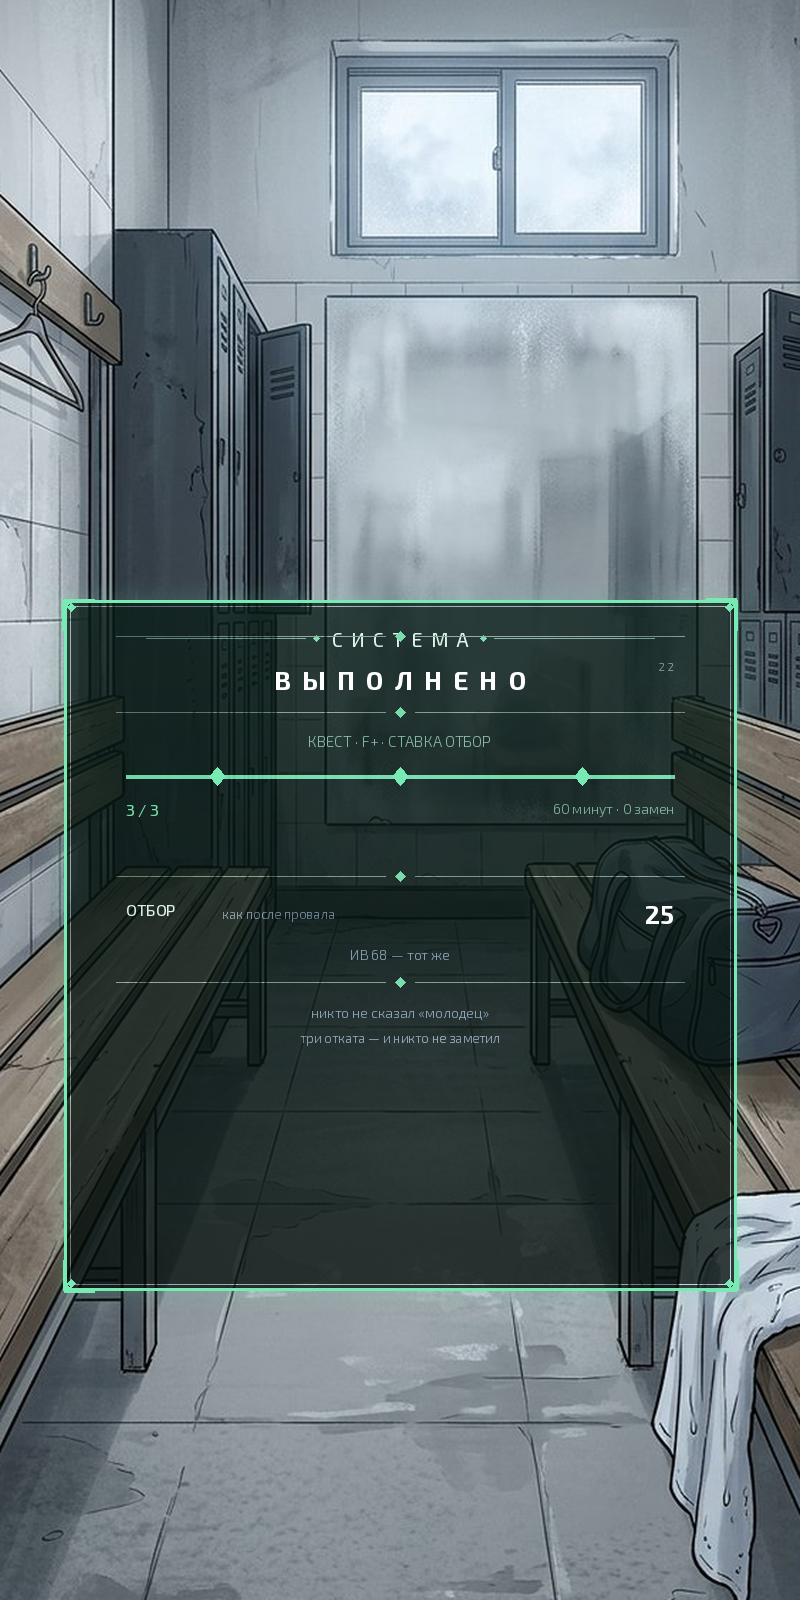 СИСТЕМА
22
ВЫПОЛНЕНО
КВЕСТ · F+ · СТАВКА ОТБОР
3 / 3
60 минут · 0 замен
ОТБОР как после провала 25
ИВ 68 — тот же
никто не сказал «молодец»
три отката — и никто не заметил